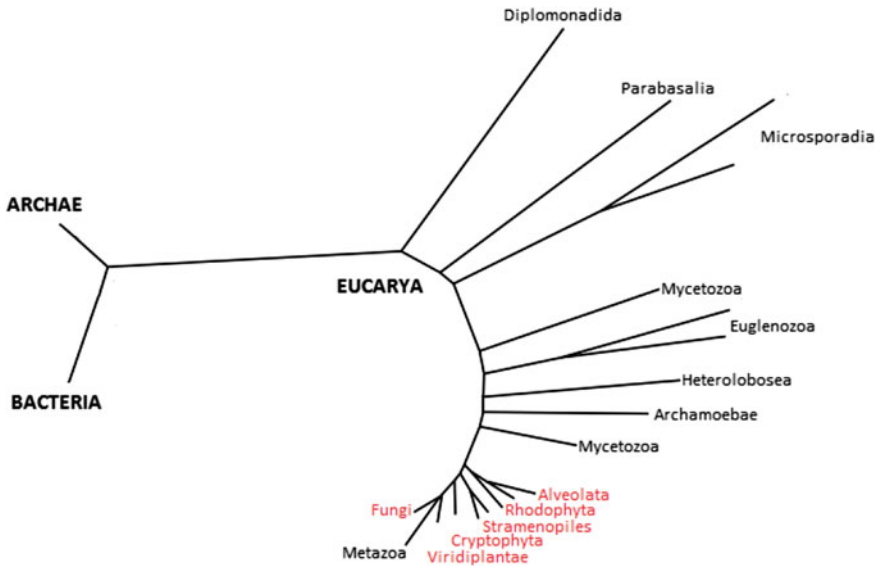 Diplomonadida
Parabasalia
Microsporadia
ARCHAE
EUCARYA
Mycetozoa
Euglenozoa
Heterolobosea
BACTERIA
Archamoebae
Mycetozoa
Alveolata
Fungi
Rhodophyta
Stramenopiles
Cryptophyta
Metazoa
Viridiplantae